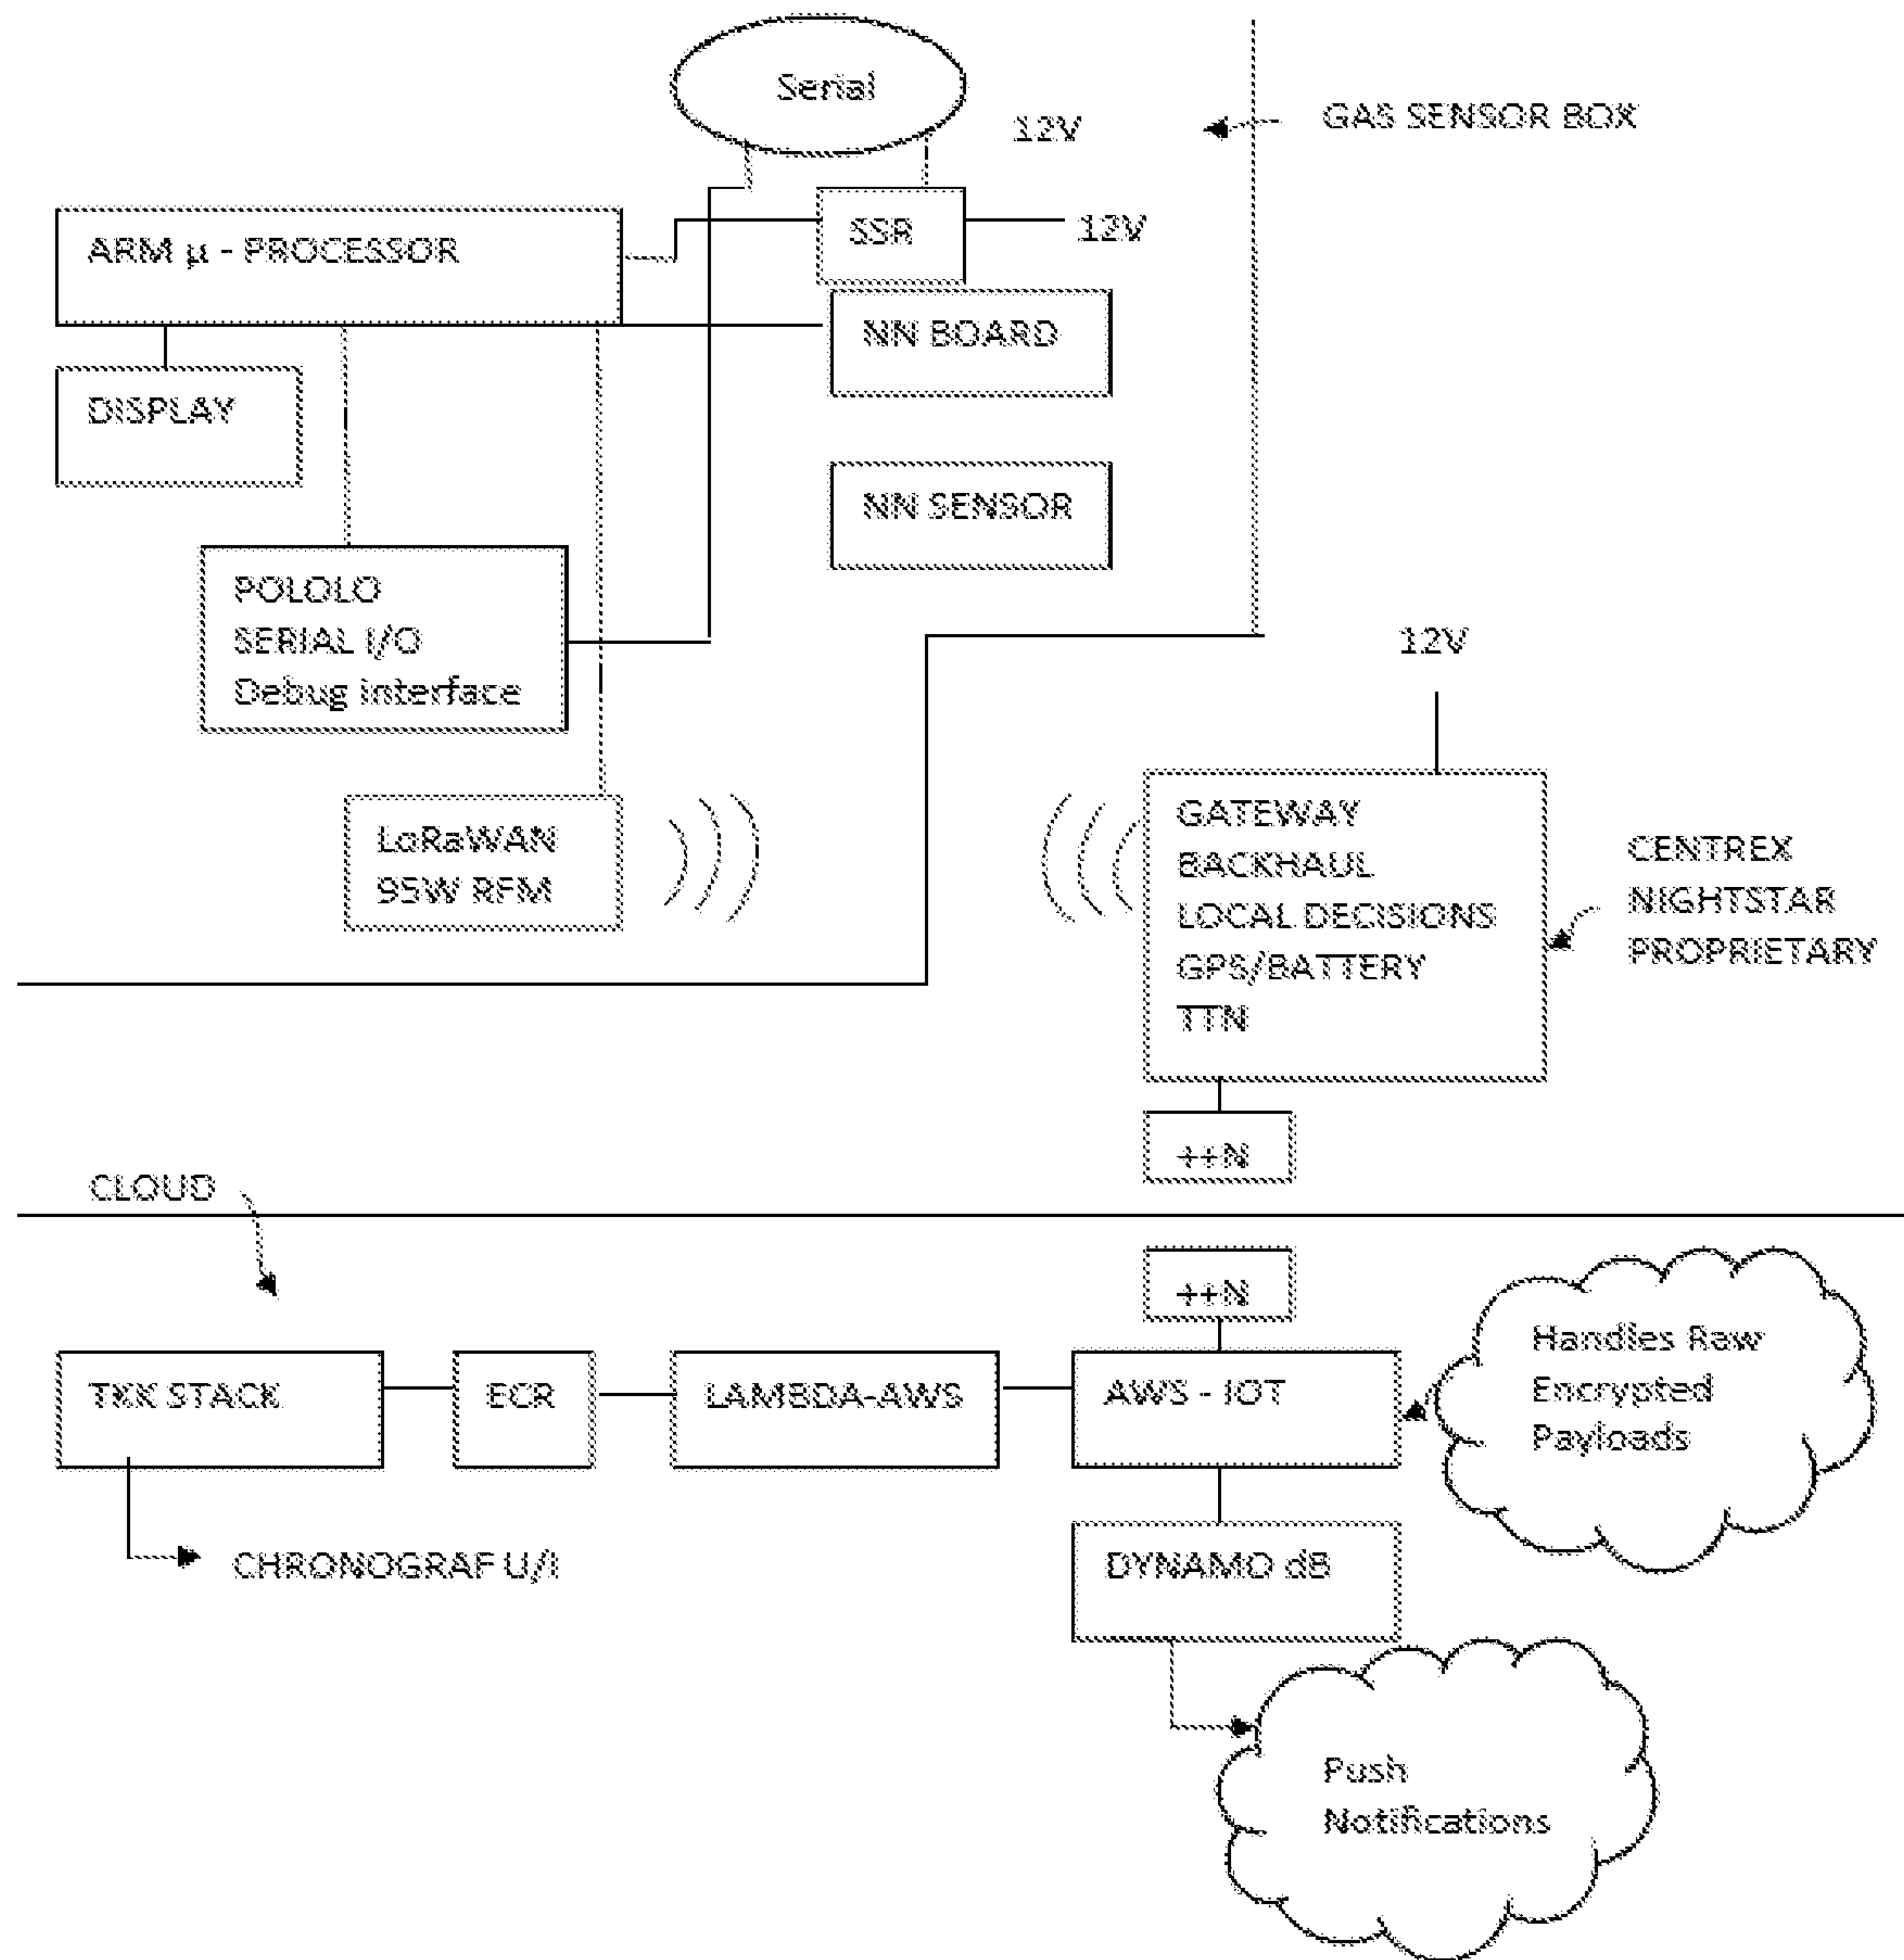 Serial
12V
GAS SENSOR BOX
ARM µ - PROCESSOR
SSR
12V
NN BOARD
DISPLAY
NN SENSOR
POLOLO
SERIAL I/O
Debug interface
12V
LoRaWAN
95W RFM
GATEWAY
BACKHAUL
LOCAL DECISIONS
GPS/BATTERY
TTN
CENTREX
NIGHTSTAR
PROPRIETARY
++N
CLOUD
++N
TKK STACK
ECR
LAMBDA-AWS
AWS - IOT
Handles Raw
Encrypted
Payloads
CHRONOGRAF U/I
DYNAMO dB
Push
Notifications